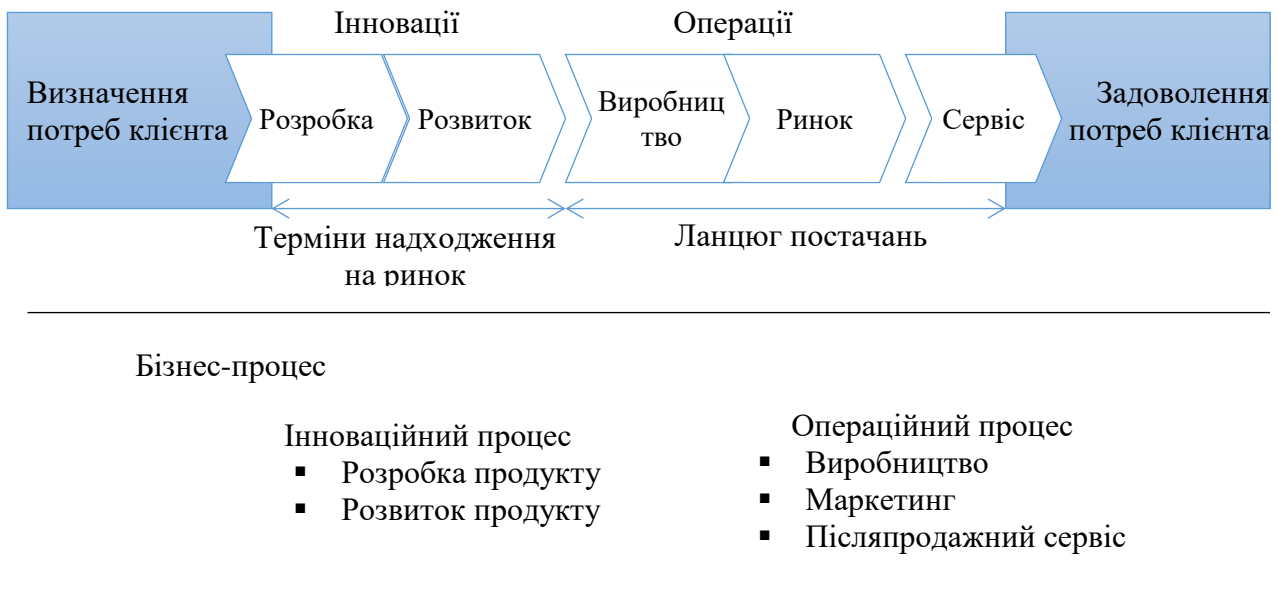 Інновації
Операції
Визначення
потреб клієнта
Розробка
Розвиток
Виробниц
тво
Ринок
Сервіс
Задоволення
потреб клієнта
Терміни надходження
на ринок
Ланцюг постачань
Бізнес-процес
Інноваційний процес
▪ Розробка продукту
▪ Розвиток продукту
Операційний процес
▪ Виробництво
▪ Маркетинг
▪ Післяпродажний сервіс